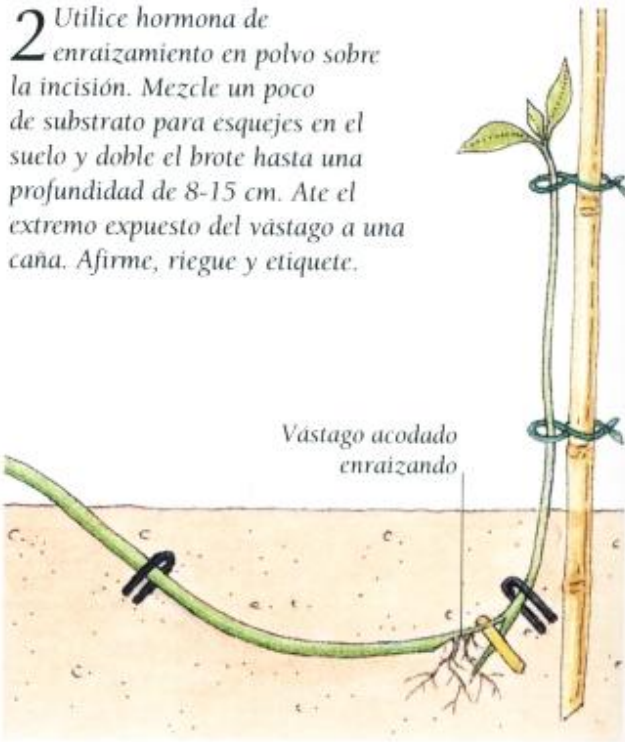 2 Utilice hormona de
enraizamiento en polvo sobre
la incisión. Mezcle un poco
de substrato para esquejes en el
suelo y doble el brote hasta una
profundidad de 8-15 cm. Ate el
extremo expuesto del vástago a una
caña. Afirme, riegue y etiquete.
Vástago acodado
enraizando